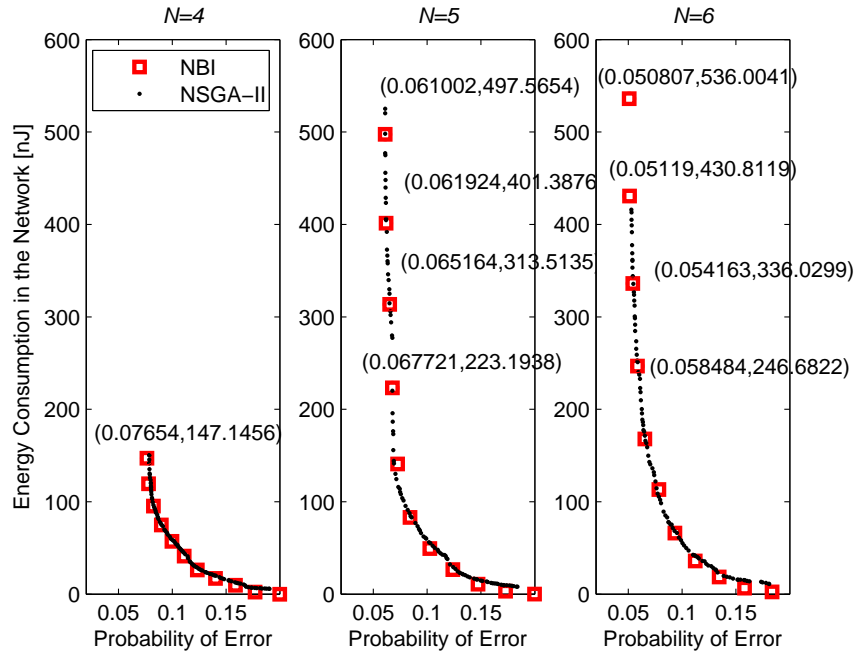 N=4
N=5
N=6
Energy Consumption in the Network [nJ]
600
500
400
300
200
100
0
NBI
NSGA-II
(0.07654,147.1456)
0.05 0.1 0.15
Probability of Error
600
500
400
300
200
100
0
(0.061002,497.5654)
(0.061924,401.3876
(0.065164,313.5135
(0.067721,223.1938)
0.05 0.1 0.15
Probability of Error
600
500
400
300
200
100
0
(0.050807,536.0041)
(0.05119,430.8119)
(0.054163,336.0299)
(0.058484,246.6822)
0.05 0.1 0.15
Probability of Error